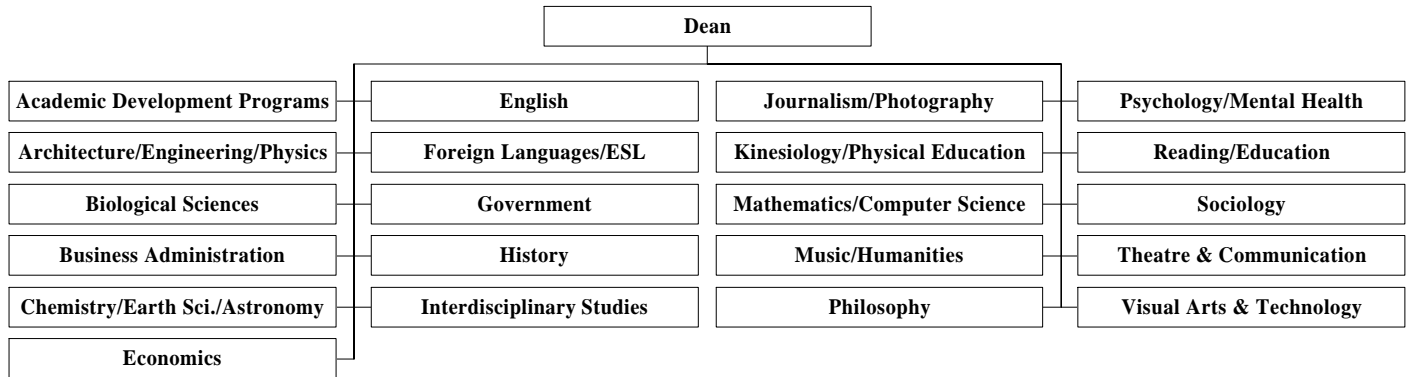 Dean
Academic Development Programs
English
Journalism/Photography
Psychology/Mental Health
Architecture/Engineering/Physics
Foreign Languages/ESL
Kinesiology/Physical Education
Reading/Education
Biological Sciences
Government
Mathematics/Computer Science
Sociology
Business Administration
History
Music/Humanities
Theatre & Communication
Chemistry/Earth Sci./Astronomy
Interdisciplinary Studies
Philosophy
Visual Arts & Technology
Economics